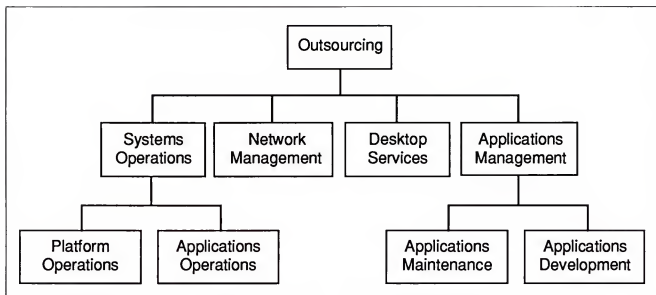 Outsourcing
Systems
Operations
Network
Management
Desktop
Services
Applications
Management
Platform
Operations
Applications
Operations
Applications
Maintenance
Applications
Development